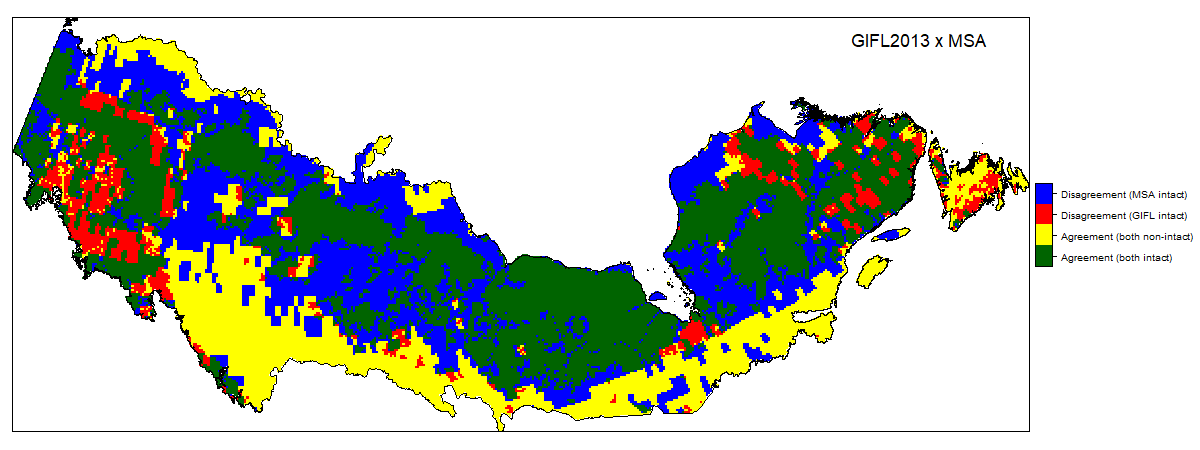 GIFL2013 x MSA
Disagreement (MSA intact)
Disagreement (GIFL intact)
Agreement (both non-intact)
Agreement (both intact)